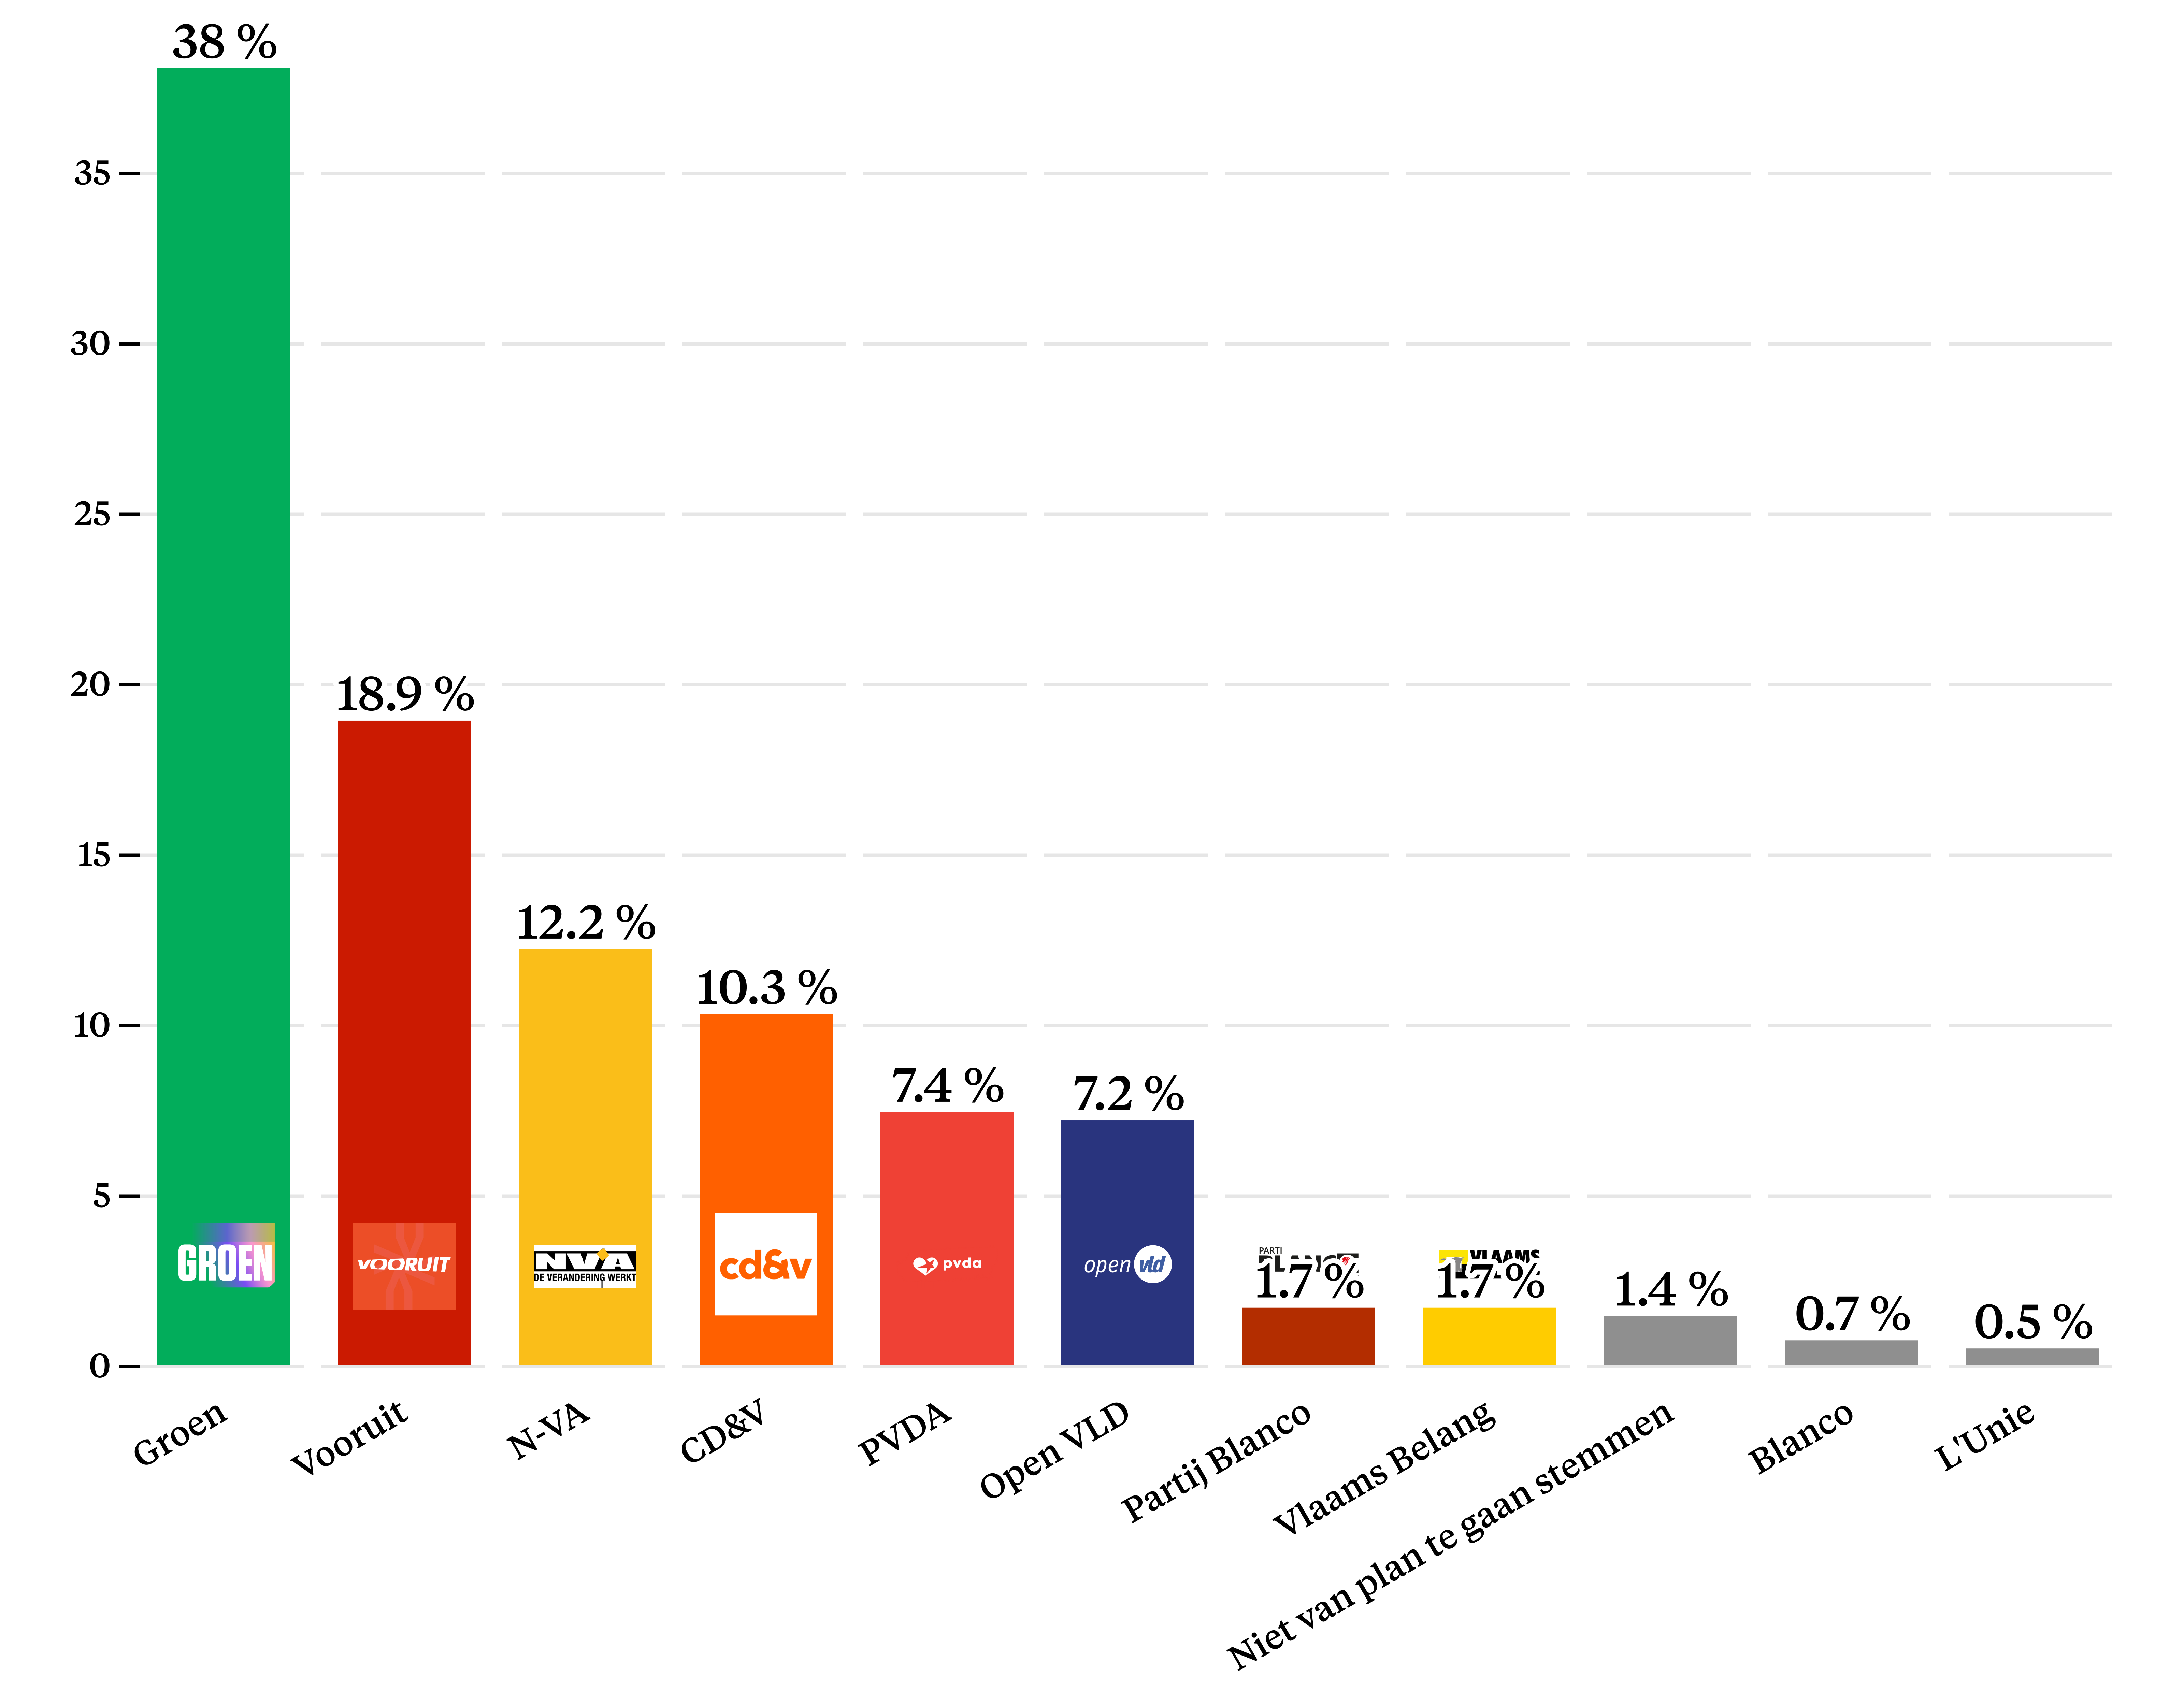 38 %
35
30
25
20
18.9 %
15
12.2 %
10.3 %
10
7.4 %
7.2 %
5
GROEN
VOORUIT
N-VA
DE VERANDERING WERKT
cd&v
pvda
open vld
PARTI
VLAAMS
1.7 %
1.7 %
1.4 %
0.7 %
0.5 %
0
Groen
Vooruit
N-VA
CD&V
PVDA
Open VLD
Partij Blanco
Vlaams Belang
Niet van plan te gaan stemmen
Blanco
L'Unie